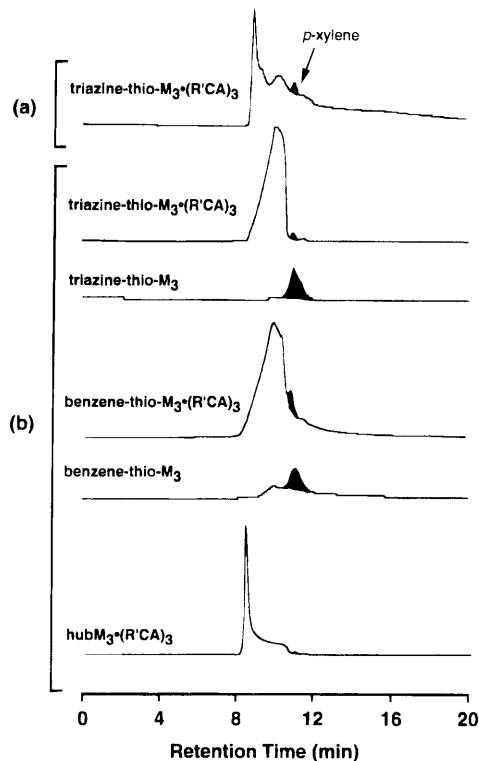 p-xylene
(a)
triazine-thio-M3•(R'CA)3
triazine-thio-M3•(R'CA)3
triazine-thio-M3
benzene-thio-M3•(R'CA)3
(b)
benzene-thio-M3
hubM3•(R'CA)3
0 4 8 12 16 20
Retention Time (min)